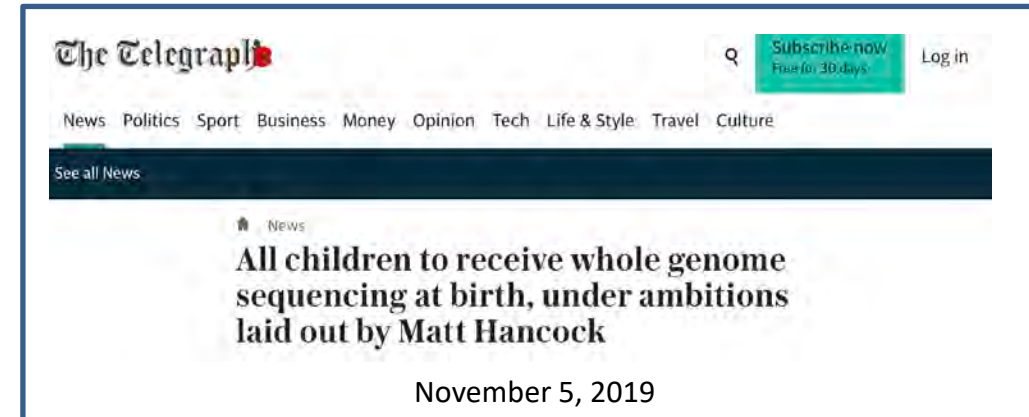 The Telegraph
Subscribe now
Free for 30 days
Log in
News Politics Sport Business Money Opinion Tech Life & Style Travel Culture
See all News
News
All children to receive whole genome
sequencing at birth, under ambitions
laid out by Matt Hancock
November 5, 2019